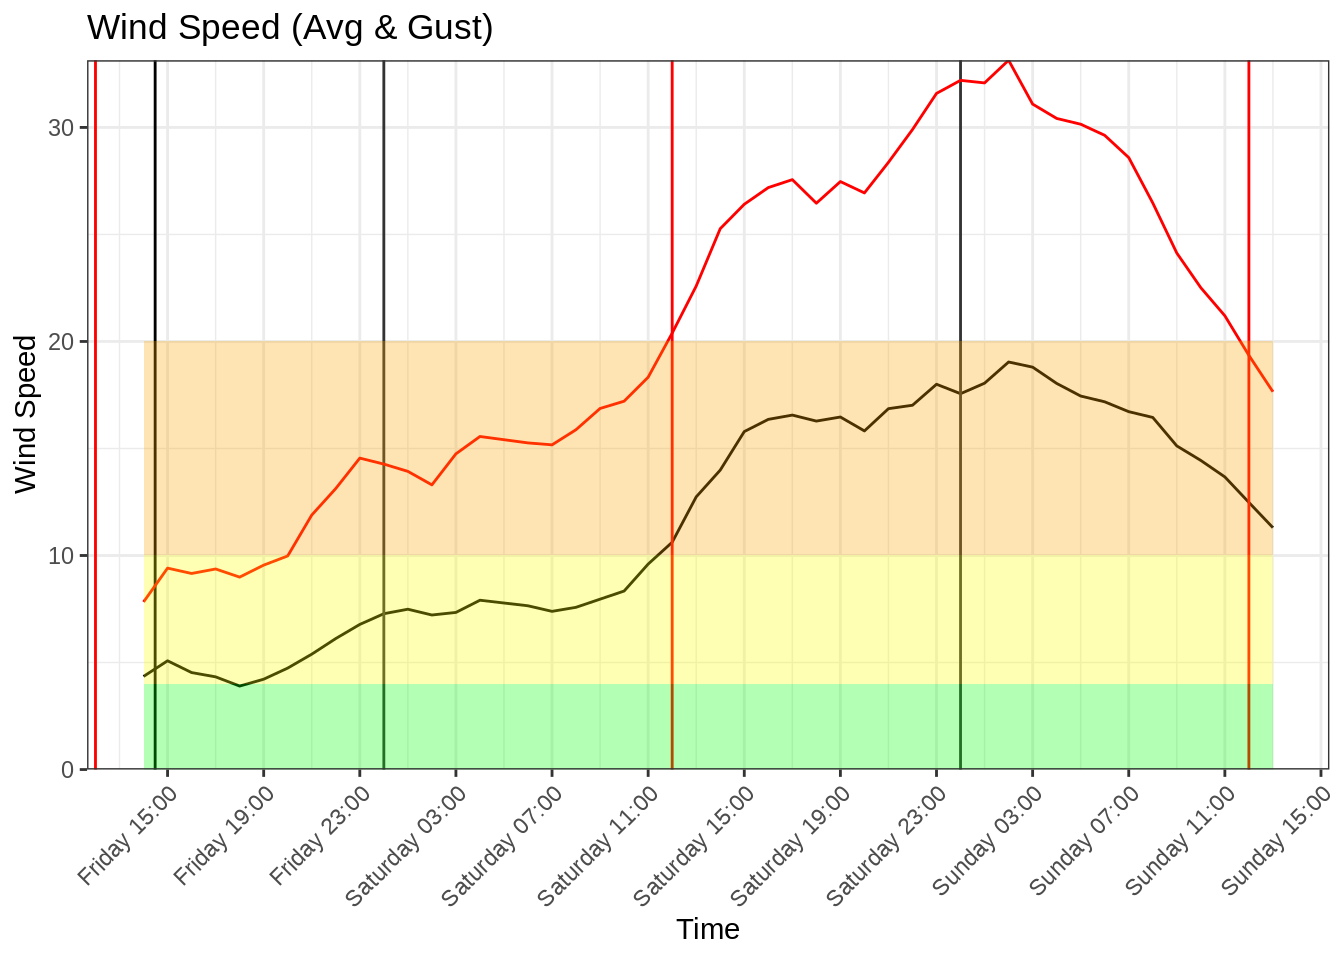 Wind Speed (Avg & Gust)
Wind Speed
30
20
10
0
Friday 15:00
Friday 19:00
Friday 23:00
Saturday 03:00
Saturday 07:00
Saturday 11:00
Saturday 15:00
Saturday 19:00
Saturday 23:00
Sunday 03:00
Sunday 07:00
Sunday 11:00
Sunday 15:00
Time